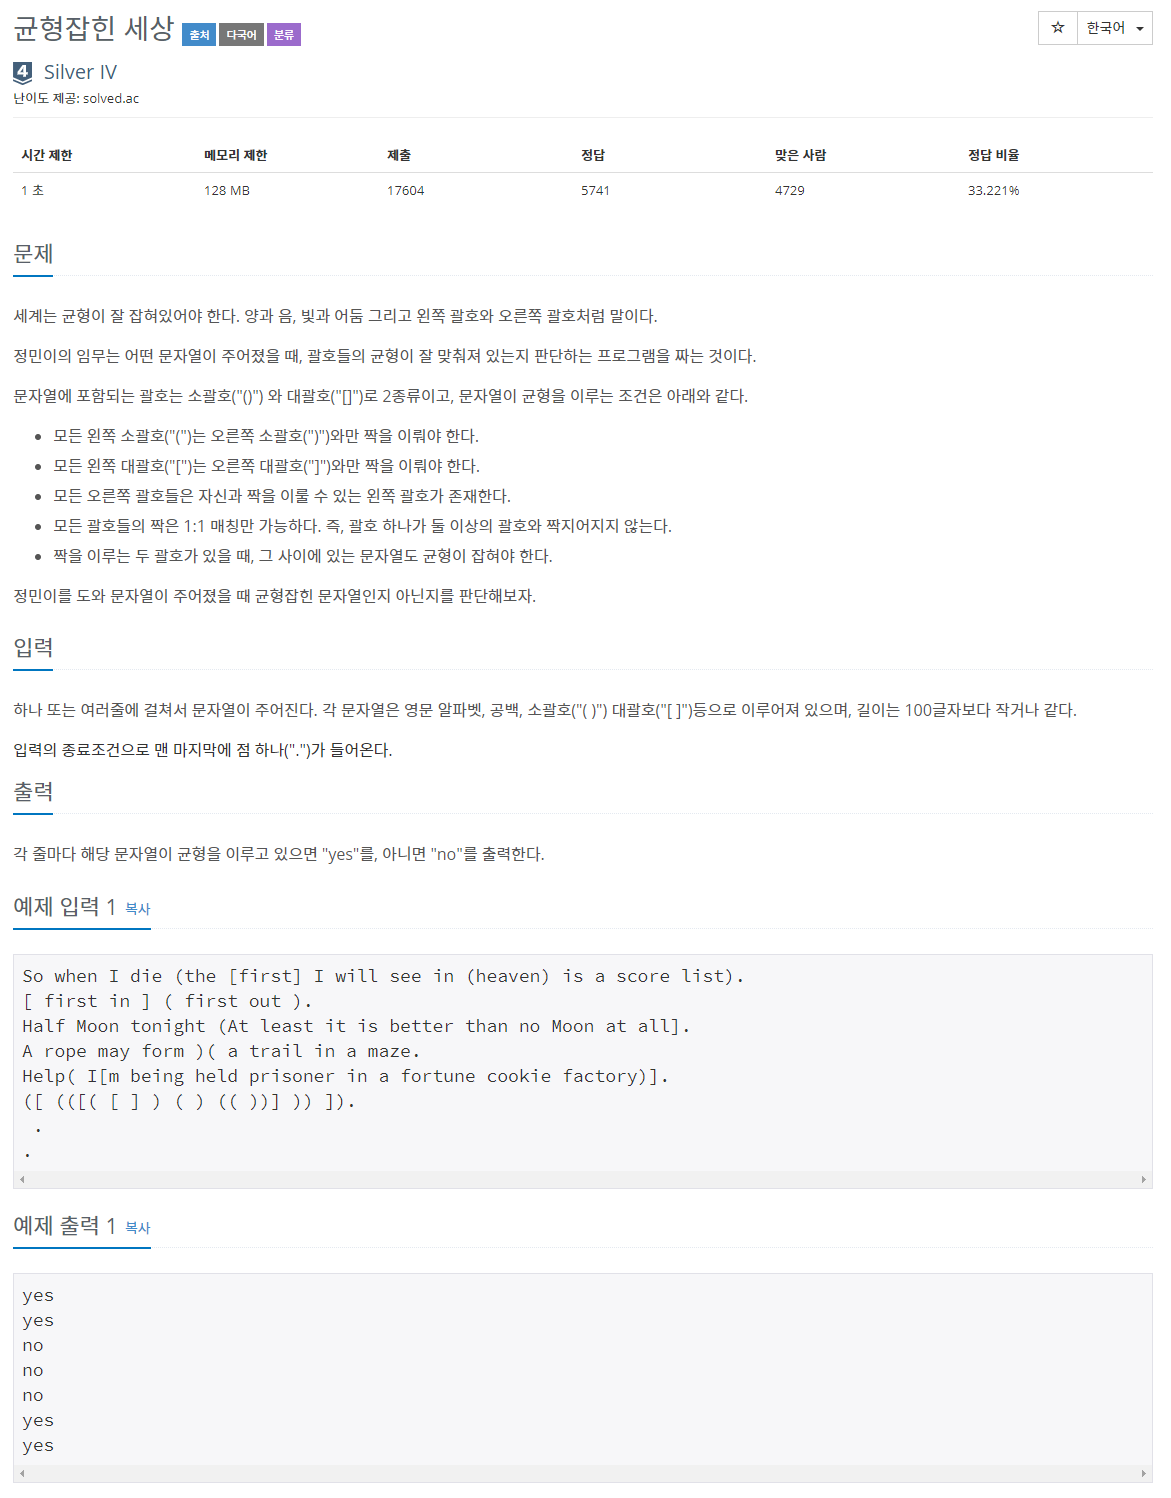 균형잡힌 세상 출처 다국어 분류
☆ 한국어
4 Silver IV
난이도 제공: solved.ac
시간 제한 메모리 제한 제출 정답 맞은 사람 정답 비율
1 초 128 MB 17604 5741 4729 33.221%
문제
세계는 균형이 잘 잡혀있어야 한다. 양과 음, 빛과 어둠 그리고 왼쪽 괄호와 오른쪽 괄호처럼 말이다.
정민이의 임무는 어떤 문자열이 주어졌을 때, 괄호들의 균형이 잘 맞춰져 있는지 판단하는 프로그램을 짜는 것이다.
문자열에 포함되는 괄호는 소괄호("()") 와 대괄호("[]")로 2종류이고, 문자열이 균형을 이루는 조건은 아래와 같다.
• 모든 왼쪽 소괄호("(")는 오른쪽 소괄호(")")와만 짝을 이뤄야 한다.
• 모든 왼쪽 대괄호("[")는 오른쪽 대괄호("]")와만 짝을 이뤄야 한다.
• 모든 오른쪽 괄호들은 자신과 짝을 이룰 수 있는 왼쪽 괄호가 존재한다.
• 모든 괄호들의 짝은 1:1 매칭만 가능하다. 즉, 괄호 하나가 둘 이상의 괄호와 짝지어지지 않는다.
• 짝을 이루는 두 괄호가 있을 때, 그 사이에 있는 문자열도 균형이 잡혀야 한다.
정민이를 도와 문자열이 주어졌을 때 균형잡힌 문자열인지 아닌지를 판단해보자.
입력
하나 또는 여러줄에 걸쳐서 문자열이 주어진다. 각 문자열은 영문 알파벳, 공백, 소괄호("( )") 대괄호("[ ]")등으로 이루어져 있으며, 길이는 100글자보다 작거나 같다.
입력의 종료조건으로 맨 마지막에 점 하나(".")가 들어온다.
출력
각 줄마다 해당 문자열이 균형을 이루고 있으면 "yes"를, 아니면 "no"를 출력한다.
예제 입력 1 복사
So when I die (the [first] I will see in (heaven) is a score list).
[ first in ] ( first out ).
Half Moon tonight (At least it is better than no Moon at all].
A rope may form )( a trail in a maze.
Help( I[m being held prisoner in a fortune cookie factory)].
([ (([( [ ] ) ( ) (( ))] )) ]).
 .
.
예제 출력 1 복사
yes
yes
no
no
no
yes
yes